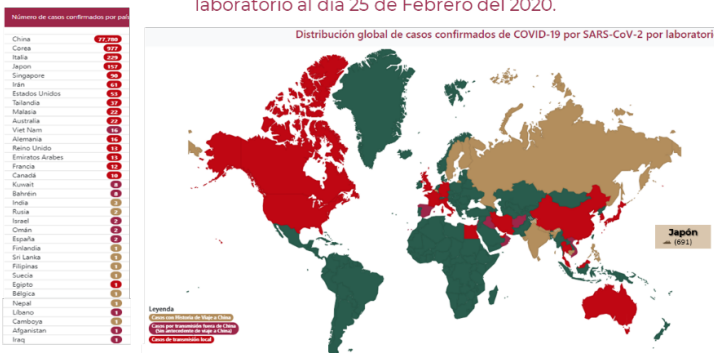 laboratorio al día 25 de Febrero del 2020.
Número de casos confirmados por país
China 77,780
Corea 977
Italia 229
Japon 157
Singapore 90
Irán 61
Estados Unidos 53
Tailandia 37
Malasia 22
Australia 22
Viet Nam 16
Alemania 16
Reino Unido 13
Emiratos Arabes 13
Francia 12
Canadá 10
Kuwait 8
Bahréin 8
India 3
Rusia 2
Israel 2
Omán 2
España 2
Finlandia 1
Sri Lanka 1
Filipinas 1
Suecia 1
Egipto 1
Bélgica 1
Nepal 1
Líbano 1
Camboya 1
Afganistan 1
Iraq 1
Distribución global de casos confirmados de COVID-19 por SARS-CoV-2 por laboratori
Japón
(691)
Leyenda
Casos con Historia de Viaje a China
Casos por transmisión fuera de China
(Sin antecedente de viaje a China)
Casos de transmisión local